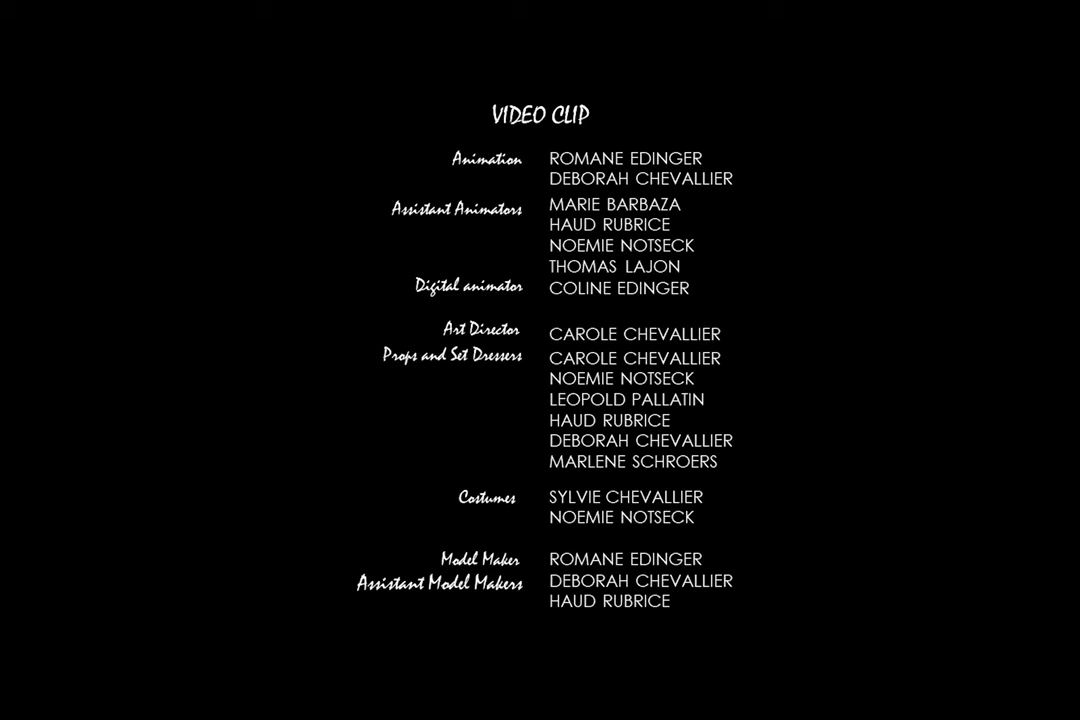 VIDEO CLIP
Animation ROMANE EDINGER
DEBORAH CHEVALLIER
Assistant Animators MARIE BARBAZA
HAUD RUBRICE
NOEMIE NOTSECK
THOMAS LAJON
Digital animator COLINE EDINGER
Art Director CAROLE CHEVALLIER
Props and Set Dressers CAROLE CHEVALLIER
NOEMIE NOTSECK
LEOPOLD PALLATIN
HAUD RUBRICE
DEBORAH CHEVALLIER
MARLENE SCHROERS
Costumes SYLVIE CHEVALLIER
NOEMIE NOTSECK
Model Maker ROMANE EDINGER
Assistant Model Makers DEBORAH CHEVALLIER
HAUD RUBRICE